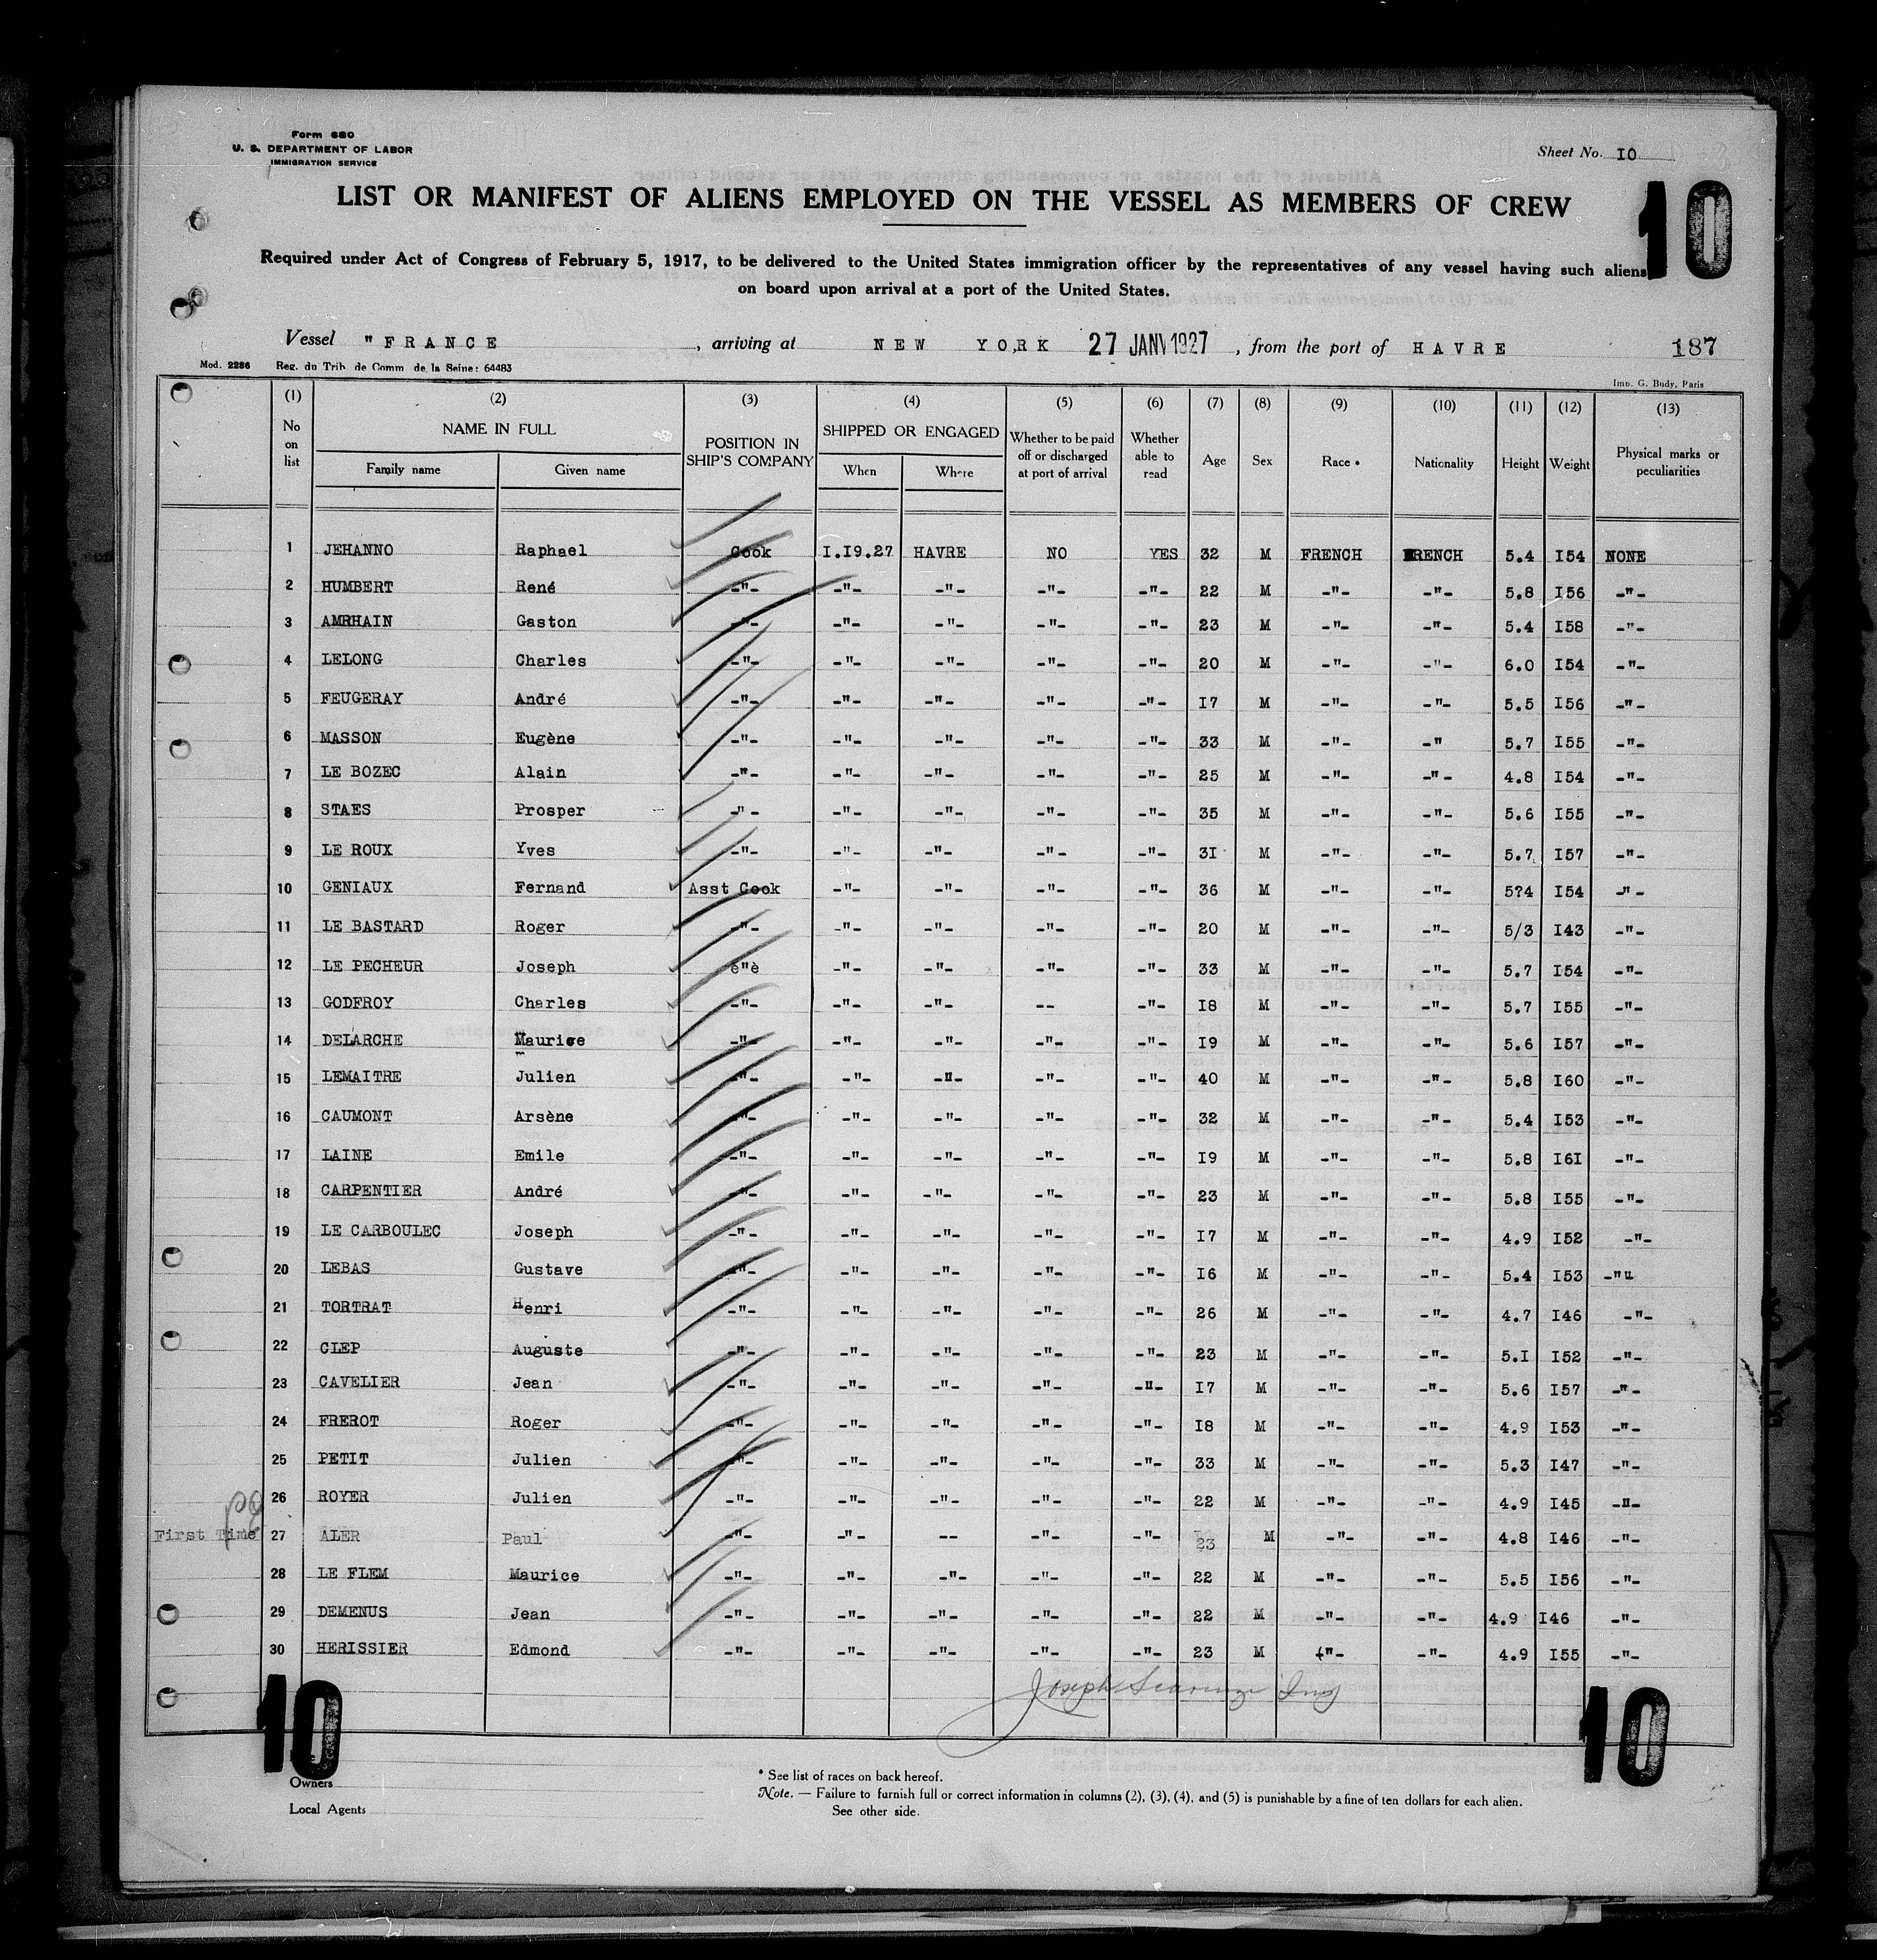 Form 680
U. S. DEPARTMENT OF LABOR
IMMIGRATION SERVICE
Sheet No. I0
LIST OR MANIFEST OF ALIENS EMPLOYED ON THE VESSEL AS MEMBERS OF CREW
10
Required under Act of Congress of February 5, 1917, to be delivered to the United States immigration officer by the representatives of any vessel having such aliens
on board upon arrival at a port of the United States.
Vessel "FRANCE , arriving at NEW YORK 27 JANV 1927 , from the port of HAVRE 187
Mod. 2286 Reg. du Trib. de Comm. de la Seine: 64483 Imp. G. Budy, Paris
(1) (2) (3) (4) (5) (6) (7) (8) (9) (10) (11) (12) (13)
No on list NAME IN FULL Family name Given name POSITION IN SHIP'S COMPANY SHIPPED OR ENGAGED When Where Whether to be paid off or discharged at port of arrival Whether able to read Age Sex Race * Nationality Height Weight Physical marks or peculiarities
1 JEHANNO Raphael Cook I.I9.27 HAVRE NO YES 32 M FRENCH FRENCH 5.4 I54 NONE
2 HUMBERT René -"- -"- -"- -"- -"- 22 M -"- -"- 5.8 I56 -"-
3 AMRHAIN Gaston -"- -"- -"- -"- -"- 23 M -"- -"- 5.4 I58 -"-
4 LELONG Charles -"- -"- -"- -"- -"- 20 M -"- -"- 6.0 I54 -"-
5 FEUGERAY André -"- -"- -"- -"- -"- I7 M -"- -"- 5.5 I56 -"-
6 MASSON Eugène -"- -"- -"- -"- -"- 33 M -"- -" 5.7 I55 -"-
7 LE BOZEC Alain -"- -"- -"- -"- -"- 25 M -"- -"- 4.8 I54 -"-
8 STAES Prosper -"- -"- -"- -"- -"- 35 M -"- -"- 5.6 I55 -"-
9 LE ROUX Yves -"- -"- -"- -"- -"- 3I M -"- -"- 5.7 I57 -"-
10 GENIAUX Fernand Asst Cook -"- -"- -"- -"- 36 M -"- -"- 5?4 I54 -"-
11 LE BASTARD Roger -"- -"- -"- -"- -"- 20 M -"- -"- 5/3 I43 -"-
12 LE PECHEUR Joseph è"è -"- -"- -"- -"- 33 M -"- -"- 5.7 I54 -"-
13 GODFROY Charles -"- -"- -"- -- -"- I8 M -"- -"- 5.7 I55 -"-
14 DELARCHE Maurice -"- -"- -"- -"- -"- I9 M -"- -"- 5.6 I57 -"-
15 LEMAITRE Julien -"- -"- -"- -"- -"- 40 M -"- -"- 5.8 I60 -"-
16 CAUMONT Arsène -"- -"- -"- -"- -"- 32 M -"- -"- 5.4 I53 -"-
17 LAINE Emile -"- -"- -"- -"- -"- I9 M -"- -"- 5.8 I6I -"-
18 CARPENTIER André -"- -"- -"- -"- -"- 23 M -"- -"- 5.8 I55 -"-
19 LE CARBOULEC Joseph -"- -"- -"- -"- -"- I7 M -"- -"- 4.9 I52 -"-
20 LEBAS Gustave -"- -"- -"- -"- -"- I6 M -"- -"- 5.4 I53 -"-
21 TORTRAT Henri -"- -"- -"- -"- -"- 26 M -"- -"- 4.7 I46 -"-
22 CLEP Auguste -"- -"- -"- -"- -"- 23 M -"- -"- 5.I I52 -"-
23 CAVELIER Jean -"- -"- -"- -"- -"- I7 M -"- -"- 5.6 I57 -"-
24 FREROT Roger -"- -"- -"- -"- -"- I8 M -"- -"- 4.9 I53 -"-
25 PETIT Julien -"- -"- -"- -"- -"- 33 M -"- -"- 5.3 I47 -"-
26 ROYER Julien -"- -"- -"- -"- -"- 22 M -"- -"- 4.9 I45 -"-
First Time 27 ALER Paul -"- -"- -- -"- -"- 23 M -"- -"- 4.8 I46 -"-
28 LE FLEM Maurice -"- -"- -"- -"- -"- 22 M -"- -"- 5.5 I56 -"-
29 DEMENUS Jean -"- -"- -"- -"- -"- 22 M -"- -"- 4.9 I46 -"-
30 HERISSIER Edmond -"- -"- -"- -"- -"- 23 M -"- -"- 4.9 I55 -"-
Joseph
10 10
Owners
Local Agents
* See list of races on back hereof.
Note. — Failure to furnish full or correct information in columns (2), (3), (4), and (5) is punishable by a fine of ten dollars for each alien.
See other side.